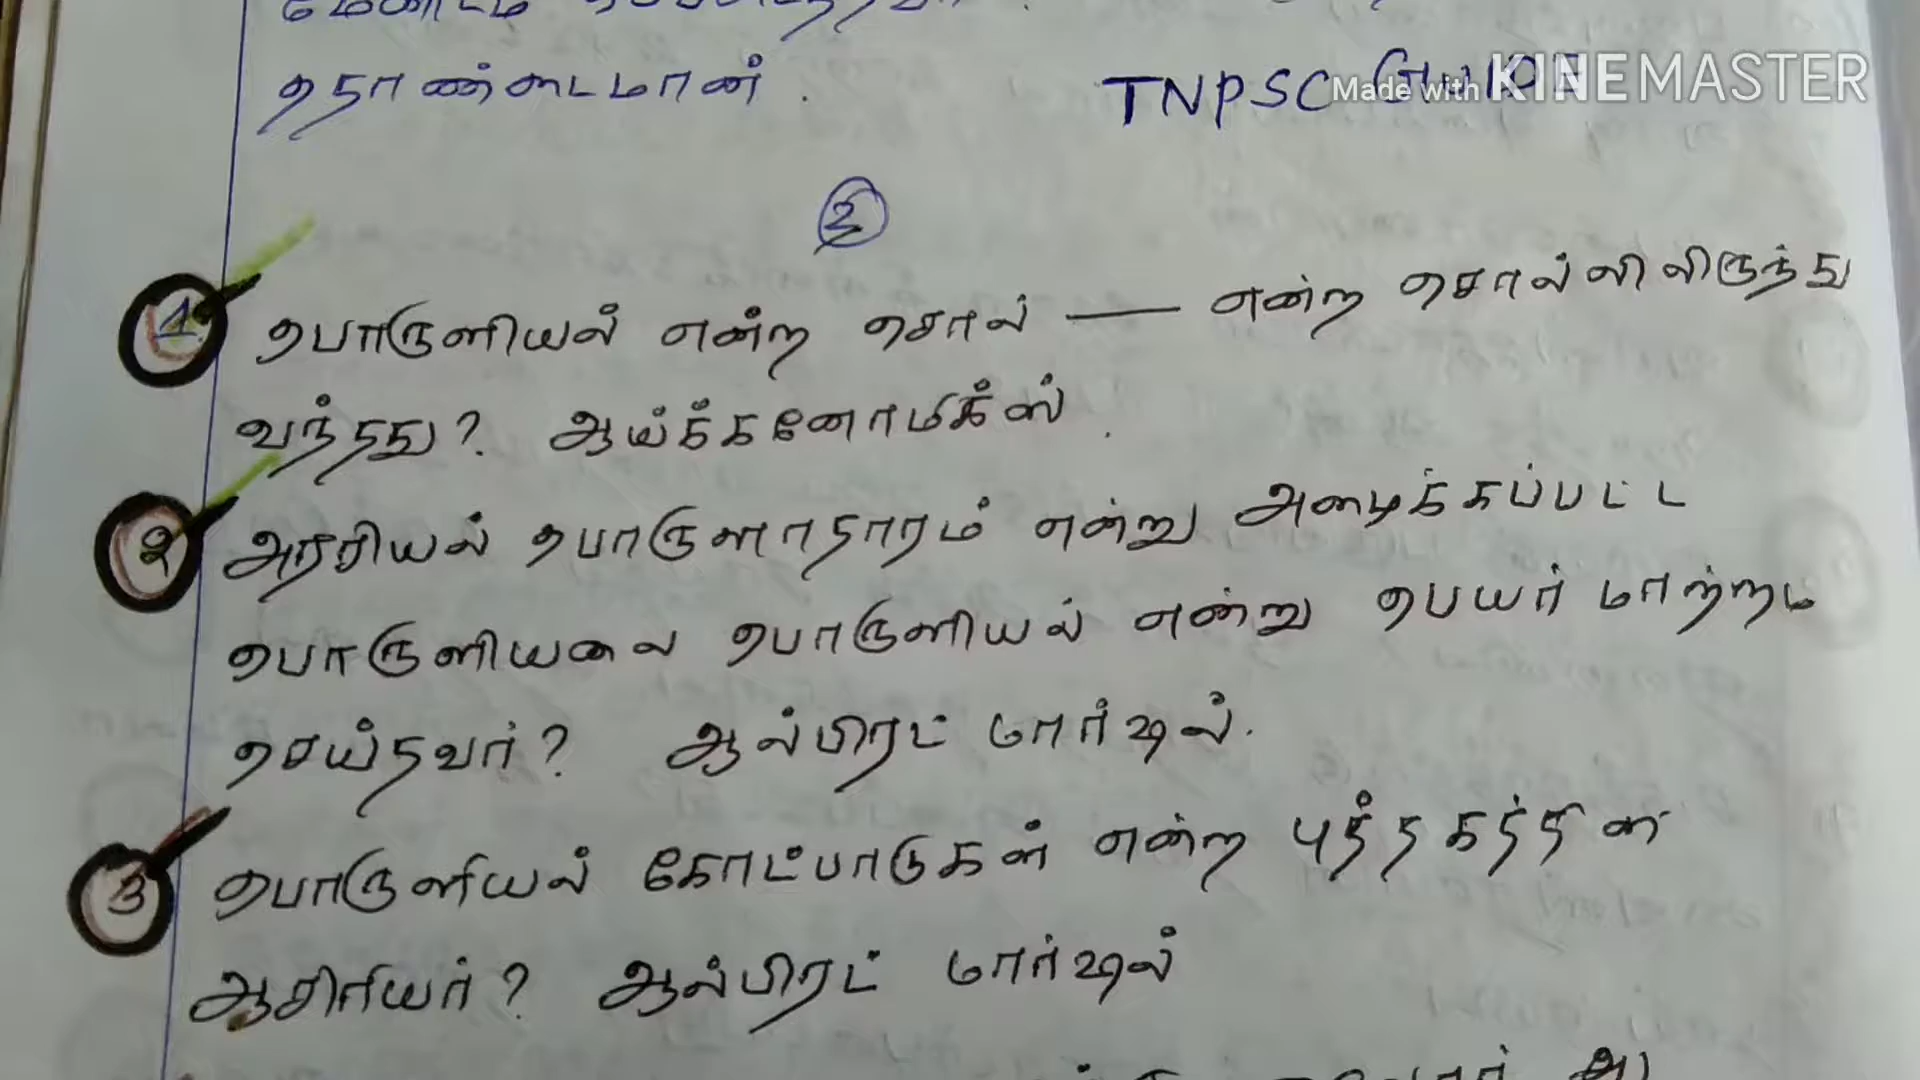 தொண்டைமான்.
TNPSC GUIDE
Made with KINEMASTER
2
1 பொருளியல் என்ற சொல் — என்ற சொல்லிலிருந்து
வந்தது? ஆய்க்கனோமிக்ஸ்.
2 அரசியல் பொருளாதாரம் என்று அழைக்கப்பட்ட
பொருளியலை பொருளியல் என்று பெயர் மாற்றம்
செய்தவர்? ஆல்பிரட் மார்ஷல்.
3 பொருளியல் கோட்பாடுகள் என்ற புத்தகத்தின்
ஆசிரியர்? ஆல்பிரட் மார்ஷல்